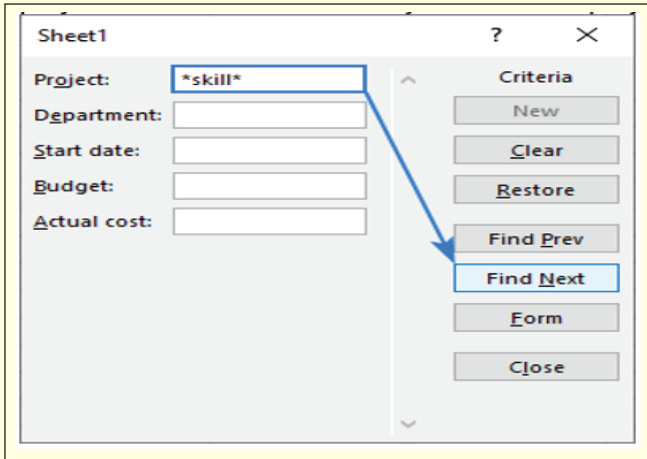 Sheet1 ? ×
Project: *skill* Criteria
New
Department:
Start date: Clear
Budget: Restore
Actual cost:
Find Prev
Find Next
Form
Close